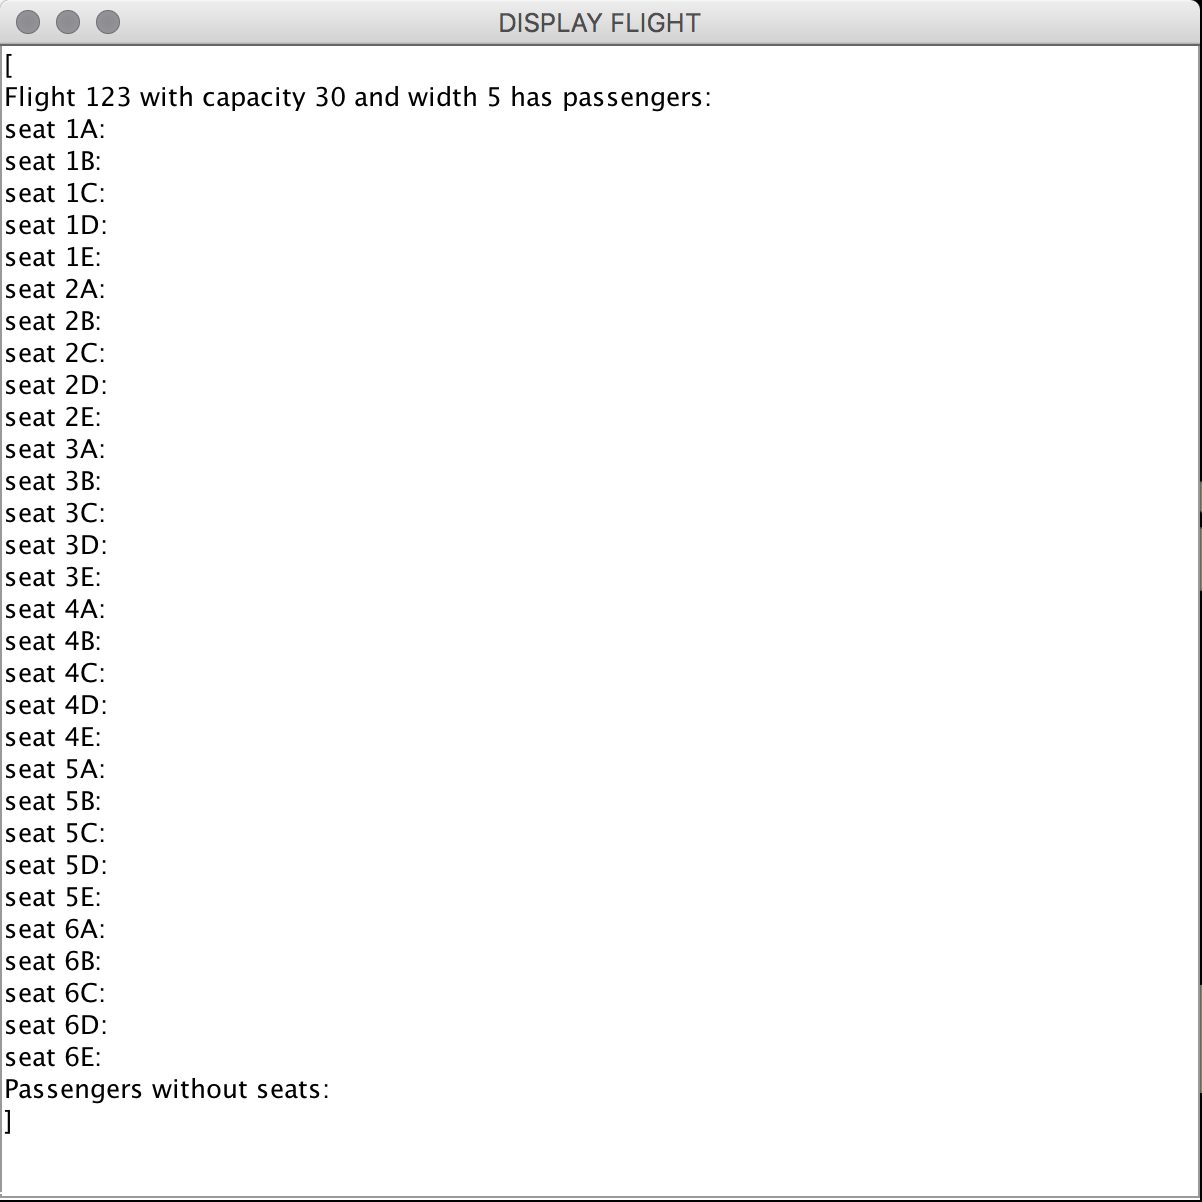 DISPLAY FLIGHT
[
Flight 123 with capacity 30 and width 5 has passengers:
seat 1A:
seat 1B:
seat 1C:
seat 1D:
seat 1E:
seat 2A:
seat 2B:
seat 2C:
seat 2D:
seat 2E:
seat 3A:
seat 3B:
seat 3C:
seat 3D:
seat 3E:
seat 4A:
seat 4B:
seat 4C:
seat 4D:
seat 4E:
seat 5A:
seat 5B:
seat 5C:
seat 5D:
seat 5E:
seat 6A:
seat 6B:
seat 6C:
seat 6D:
seat 6E:
Passengers without seats:
]